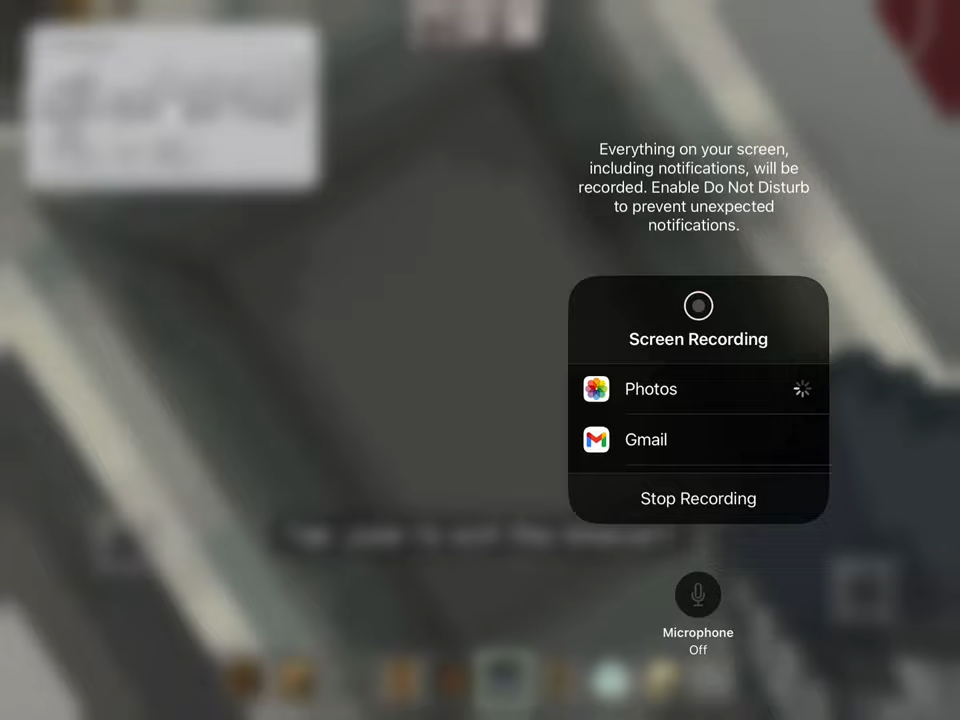 Everything on your screen,
including notifications, will be
recorded. Enable Do Not Disturb
to prevent unexpected
notifications.
Screen Recording
Photos
Gmail
Stop Recording
Microphone
Off